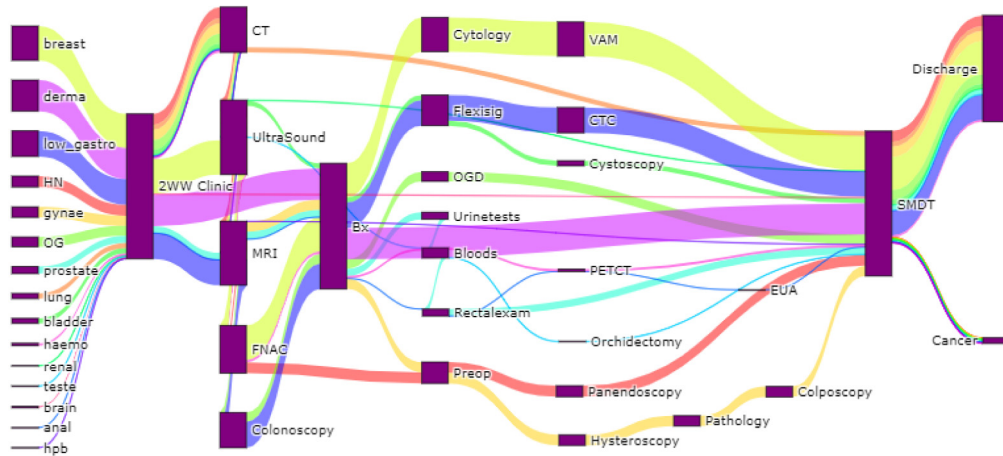 breast
derma
low_gastro
HN
gynae
OG
prostate
lung
bladder
haemo
renal
teste
brain
anal
hpb
2WW_Clinic
CT
UltraSound
MRI
FNAC
Colonoscopy
Bx
Cytology
Flexisig
OGD
Urinetests
Bloods
Rectalexam
Preop
VAM
CTC
Cystoscopy
PETCT
Orchidectomy
Panendoscopy
Hysteroscopy
Pathology
EUA
Colposcopy
SMDT
Discharge
Cancer